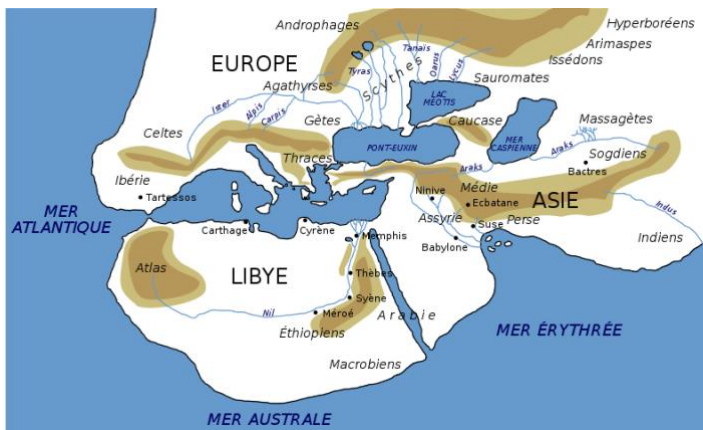 Androphages
Hyperboréens
Arimaspes
Issédons
EUROPE
Tyras
Scythes
Tanais
Oarus
Lycus
Sauromates
Agathyrses
LAC
MÉOTIS
Ister
Alpis
Carpis
Gètes
Caucase
Massagètes
Celtes
PONT-EUXIN
MER
CASPIENNE
Araks
Sogdiens
Thraces
Araks
Bactres
Ibérie
Tartessos
Ninive
Médie
Ecbatane
ASIE
Indus
MER
ATLANTIQUE
Carthage
Cyrène
Memphis
Assyrie
Suse
Perse
Babylone
Indiens
Atlas
LIBYE
Thèbes
Syène
Nil
Méroé
Arabie
Éthiopiens
MER ÉRYTHRÉE
Macrobiens
MER AUSTRALE